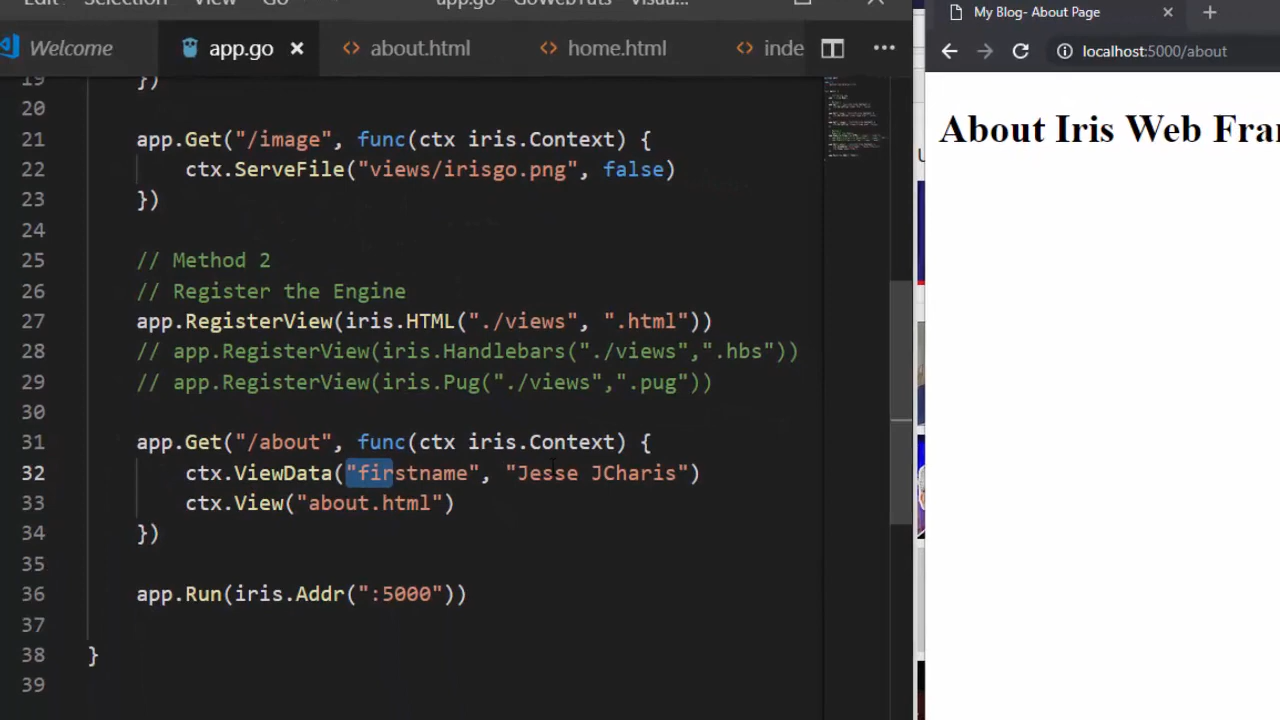 Edit Selection View Go app.go - GoWebTuts - Visua...
Welcome app.go about.html home.html inde
19 })
20
21 app.Get("/image", func(ctx iris.Context) {
22 ctx.ServeFile("views/irisgo.png", false)
23 })
24
25 // Method 2
26 // Register the Engine
27 app.RegisterView(iris.HTML("./views", ".html"))
28 // app.RegisterView(iris.Handlebars("./views",".hbs"))
29 // app.RegisterView(iris.Pug("./views",".pug"))
30
31 app.Get("/about", func(ctx iris.Context) {
32 ctx.ViewData("firstname", "Jesse JCharis")
33 ctx.View("about.html")
34 })
35
36 app.Run(iris.Addr(":5000"))
37
38 }
39
My Blog- About Page
localhost:5000/about
About Iris Web Fra